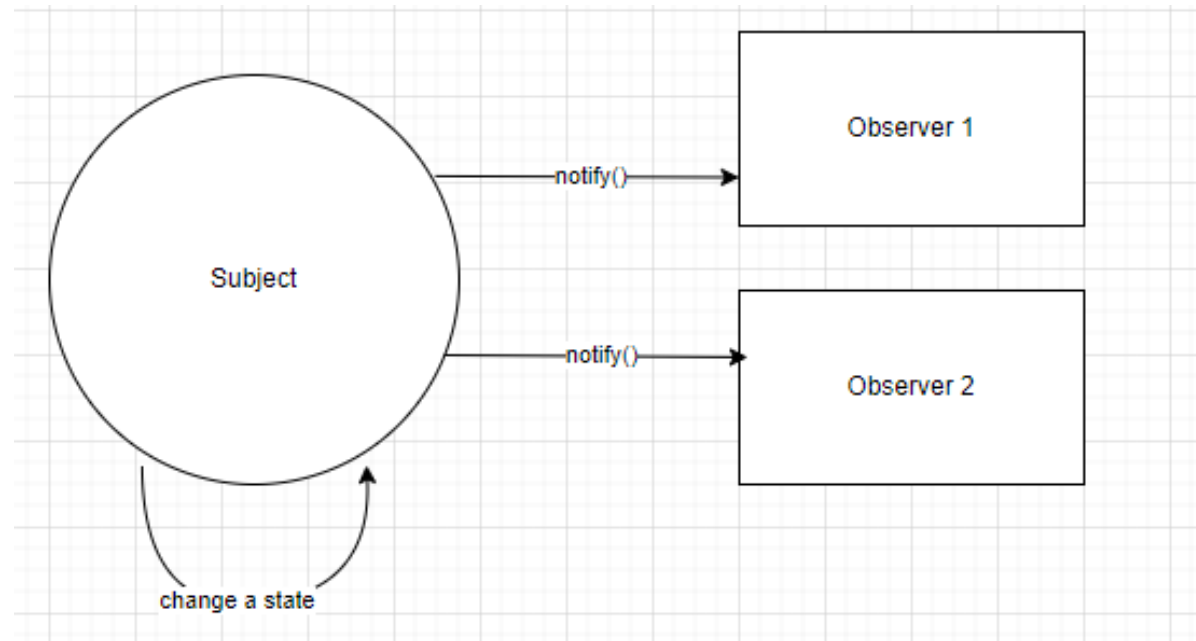 Observer 1
notify()
Subject
notify()
Observer 2
change a state